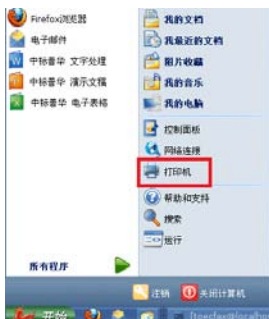 Firefox浏览器
电子邮件
中标普华 文字处理
中标普华 演示文稿
中标普华 电子表格
所有程序
我的文档
我最近的文档
图片收藏
我的音乐
我的电脑
控制面板
网络连接
打印机
帮助和支持
搜索
运行
注销
关闭计算机
开始